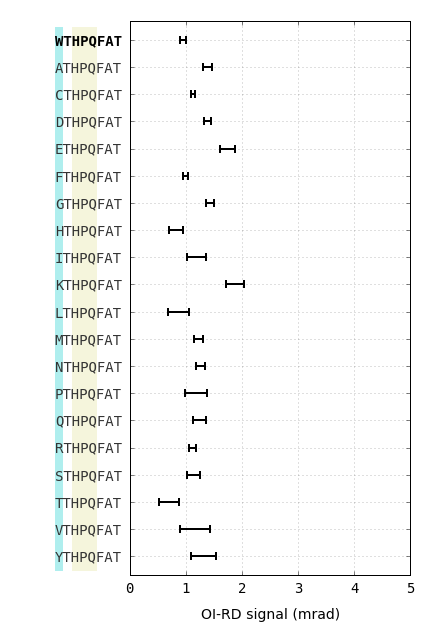 WTHPQFAT
ATHPQFAT
CTHPQFAT
DTHPQFAT
ETHPQFAT
FTHPQFAT
GTHPQFAT
HTHPQFAT
ITHPQFAT
KTHPQFAT
LTHPQFAT
MTHPQFAT
NTHPQFAT
PTHPQFAT
QTHPQFAT
RTHPQFAT
STHPQFAT
TTHPQFAT
VTHPQFAT
YTHPQFAT
0 1 2 3 4 5
OI-RD signal (mrad)